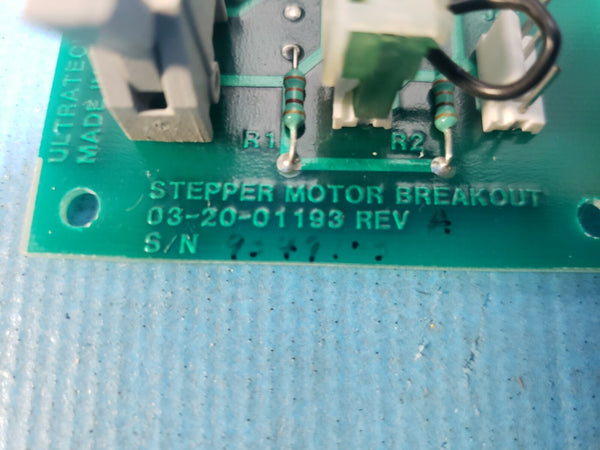 ULTRATEC
MADE
R1
R2
STEPPER MOTOR BREAKOUT
03-20-01193 REV A
S/N